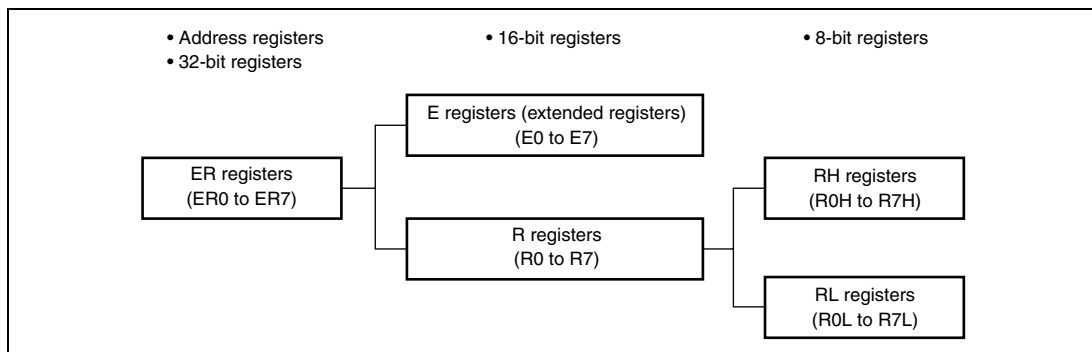 • Address registers
• 32-bit registers
• 16-bit registers
• 8-bit registers
ER registers
(ER0 to ER7)
E registers (extended registers)
(E0 to E7)
R registers
(R0 to R7)
RH registers
(R0H to R7H)
RL registers
(R0L to R7L)